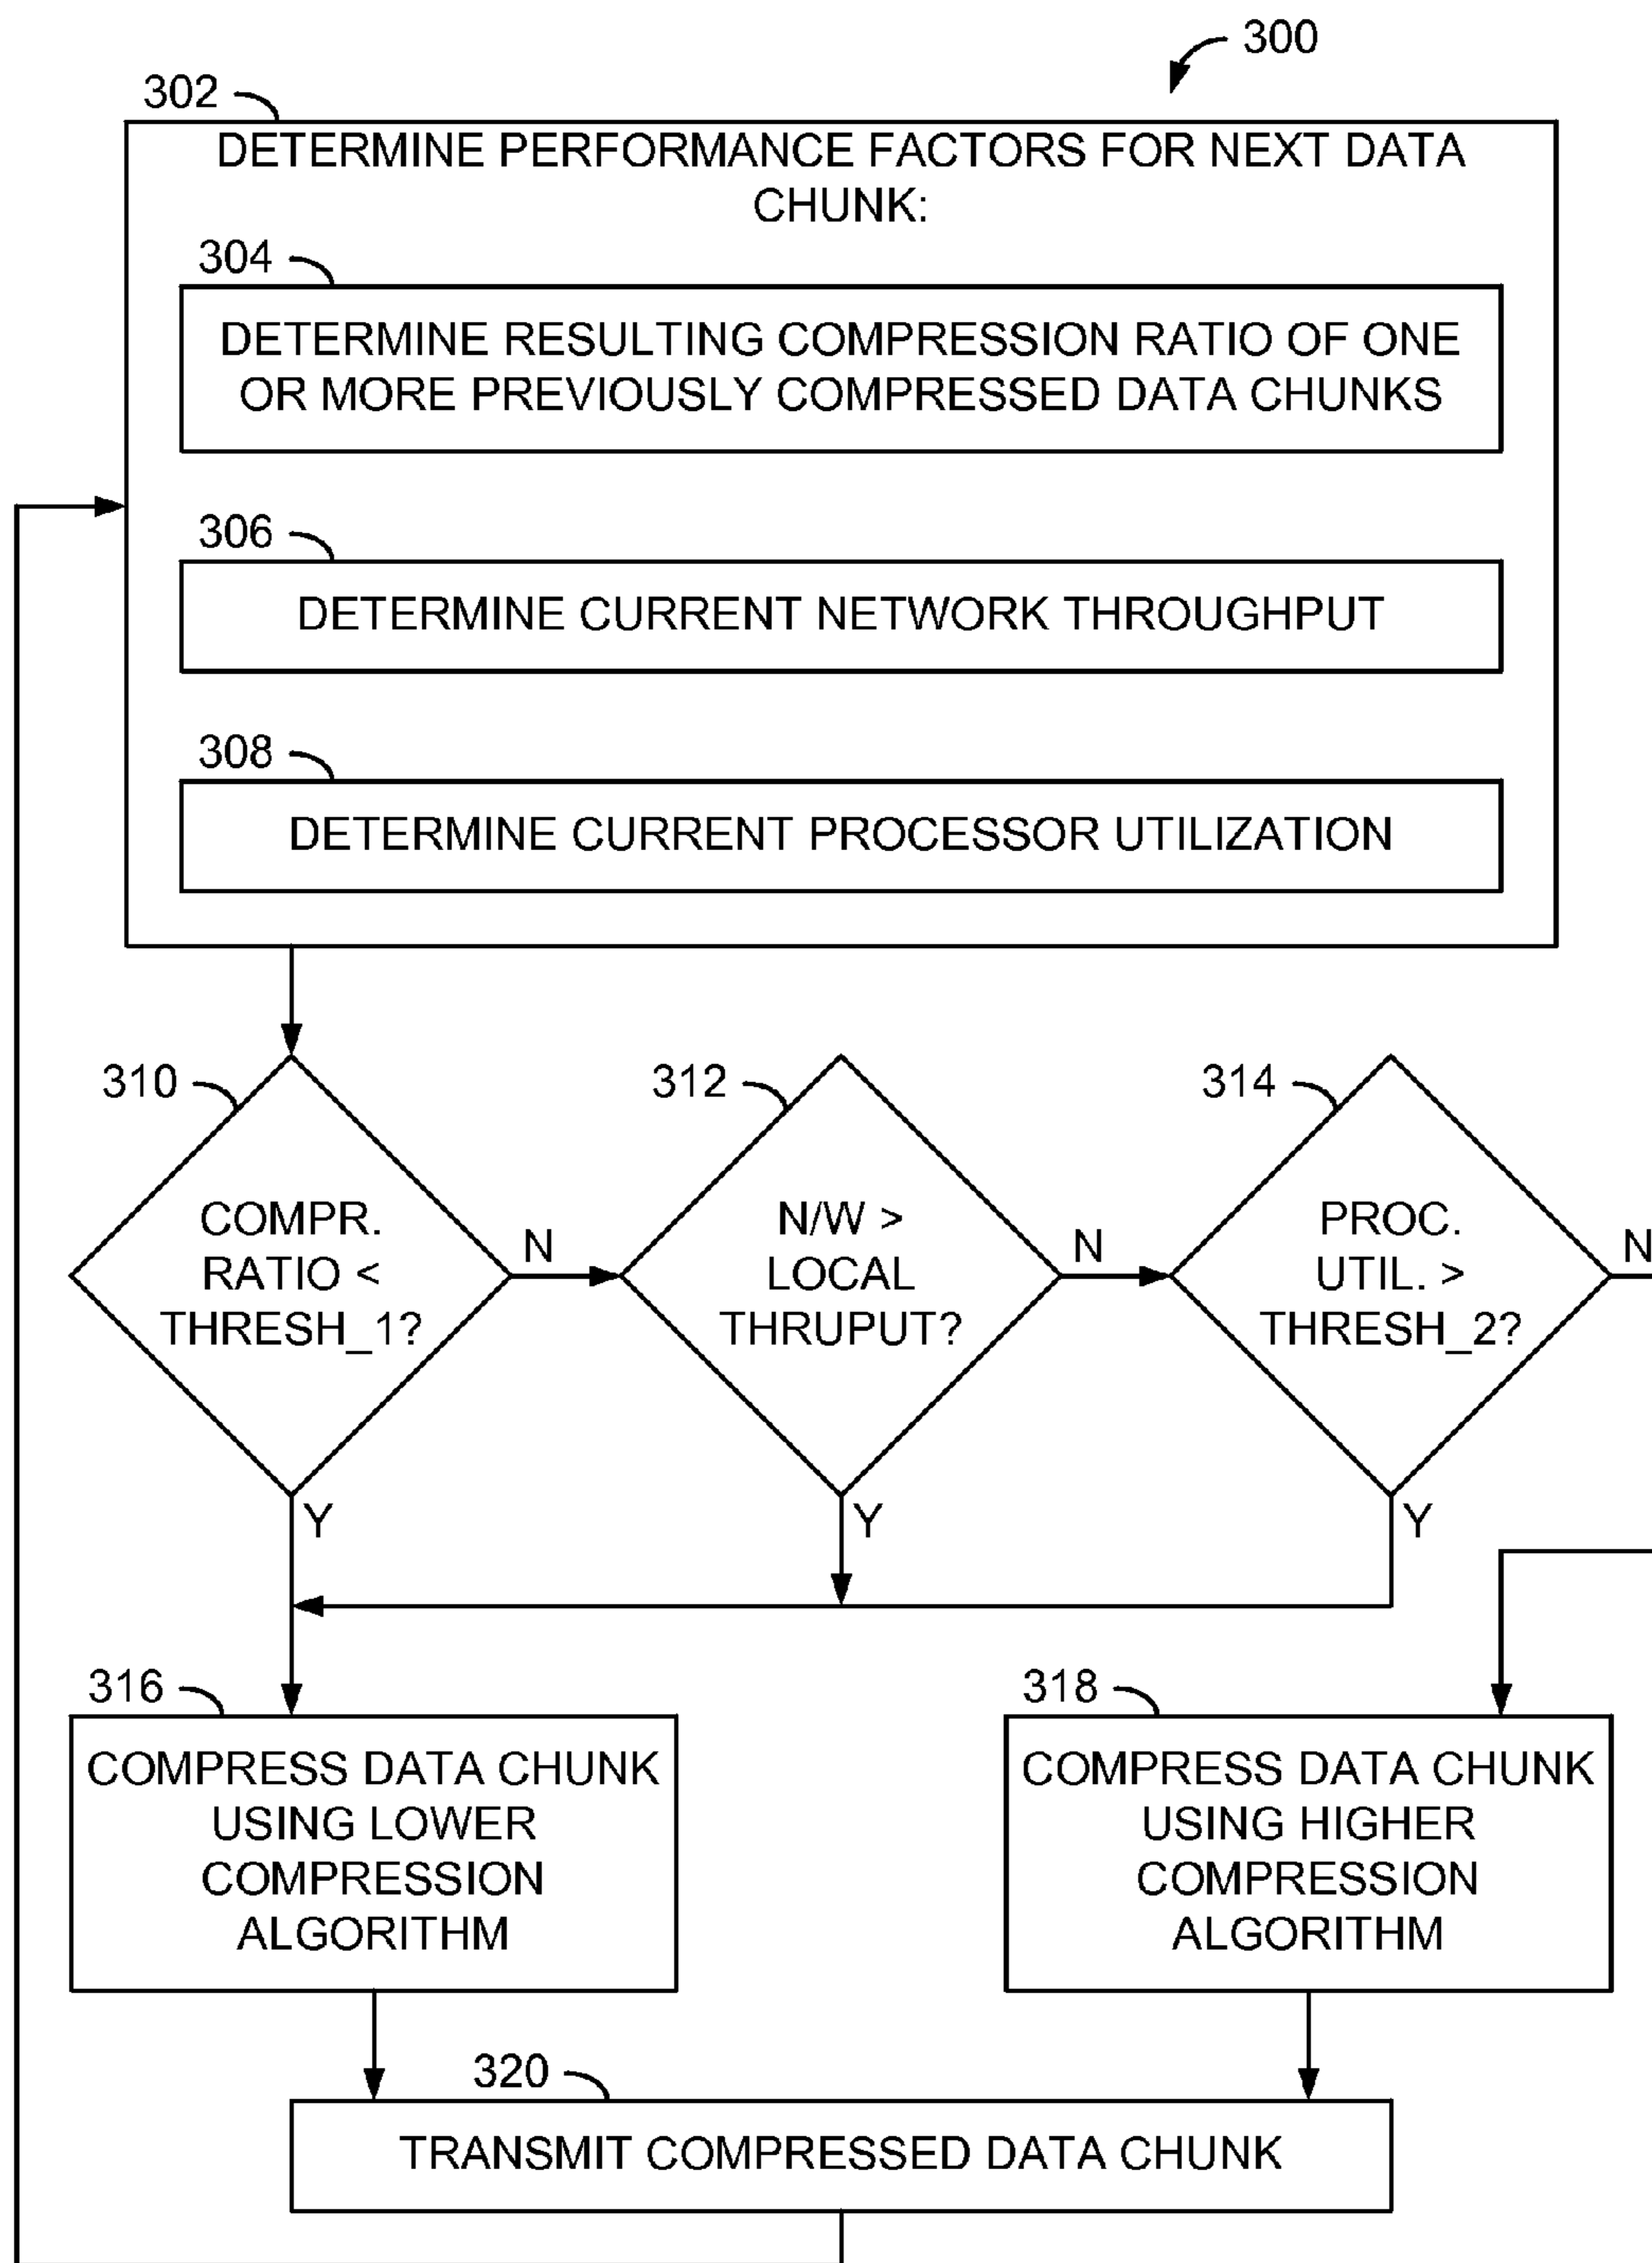 300
302
DETERMINE PERFORMANCE FACTORS FOR NEXT DATA
CHUNK:
304
DETERMINE RESULTING COMPRESSION RATIO OF ONE
OR MORE PREVIOUSLY COMPRESSED DATA CHUNKS
306
DETERMINE CURRENT NETWORK THROUGHPUT
308
DETERMINE CURRENT PROCESSOR UTILIZATION
310
COMPR.
RATIO <
THRESH_1?
N
Y
312
N/W >
LOCAL
THRUPUT?
N
Y
314
PROC.
UTIL. >
THRESH_2?
N
Y
316
COMPRESS DATA CHUNK
USING LOWER
COMPRESSION
ALGORITHM
318
COMPRESS DATA CHUNK
USING HIGHER
COMPRESSION
ALGORITHM
320
TRANSMIT COMPRESSED DATA CHUNK